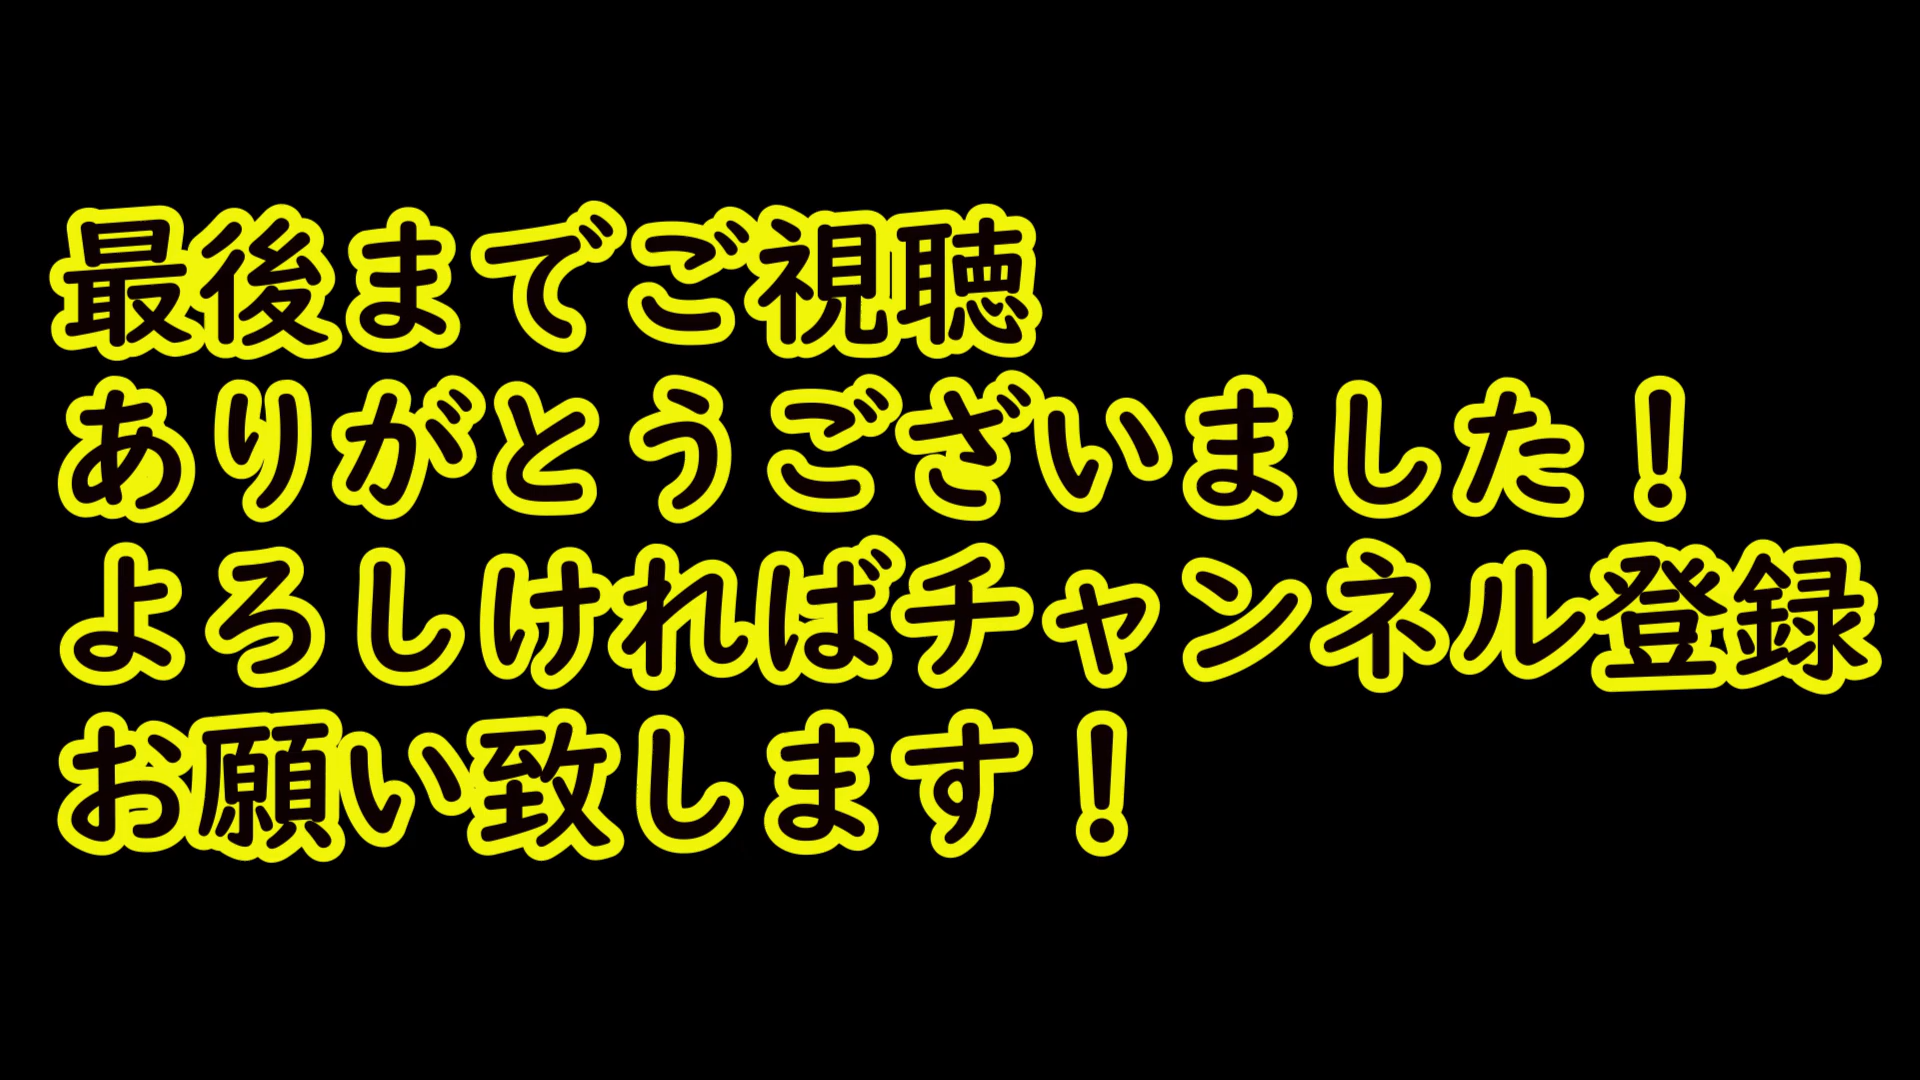 最後までご視聴
ありがとうございました！
よろしければチャンネル登録
お願い致します！